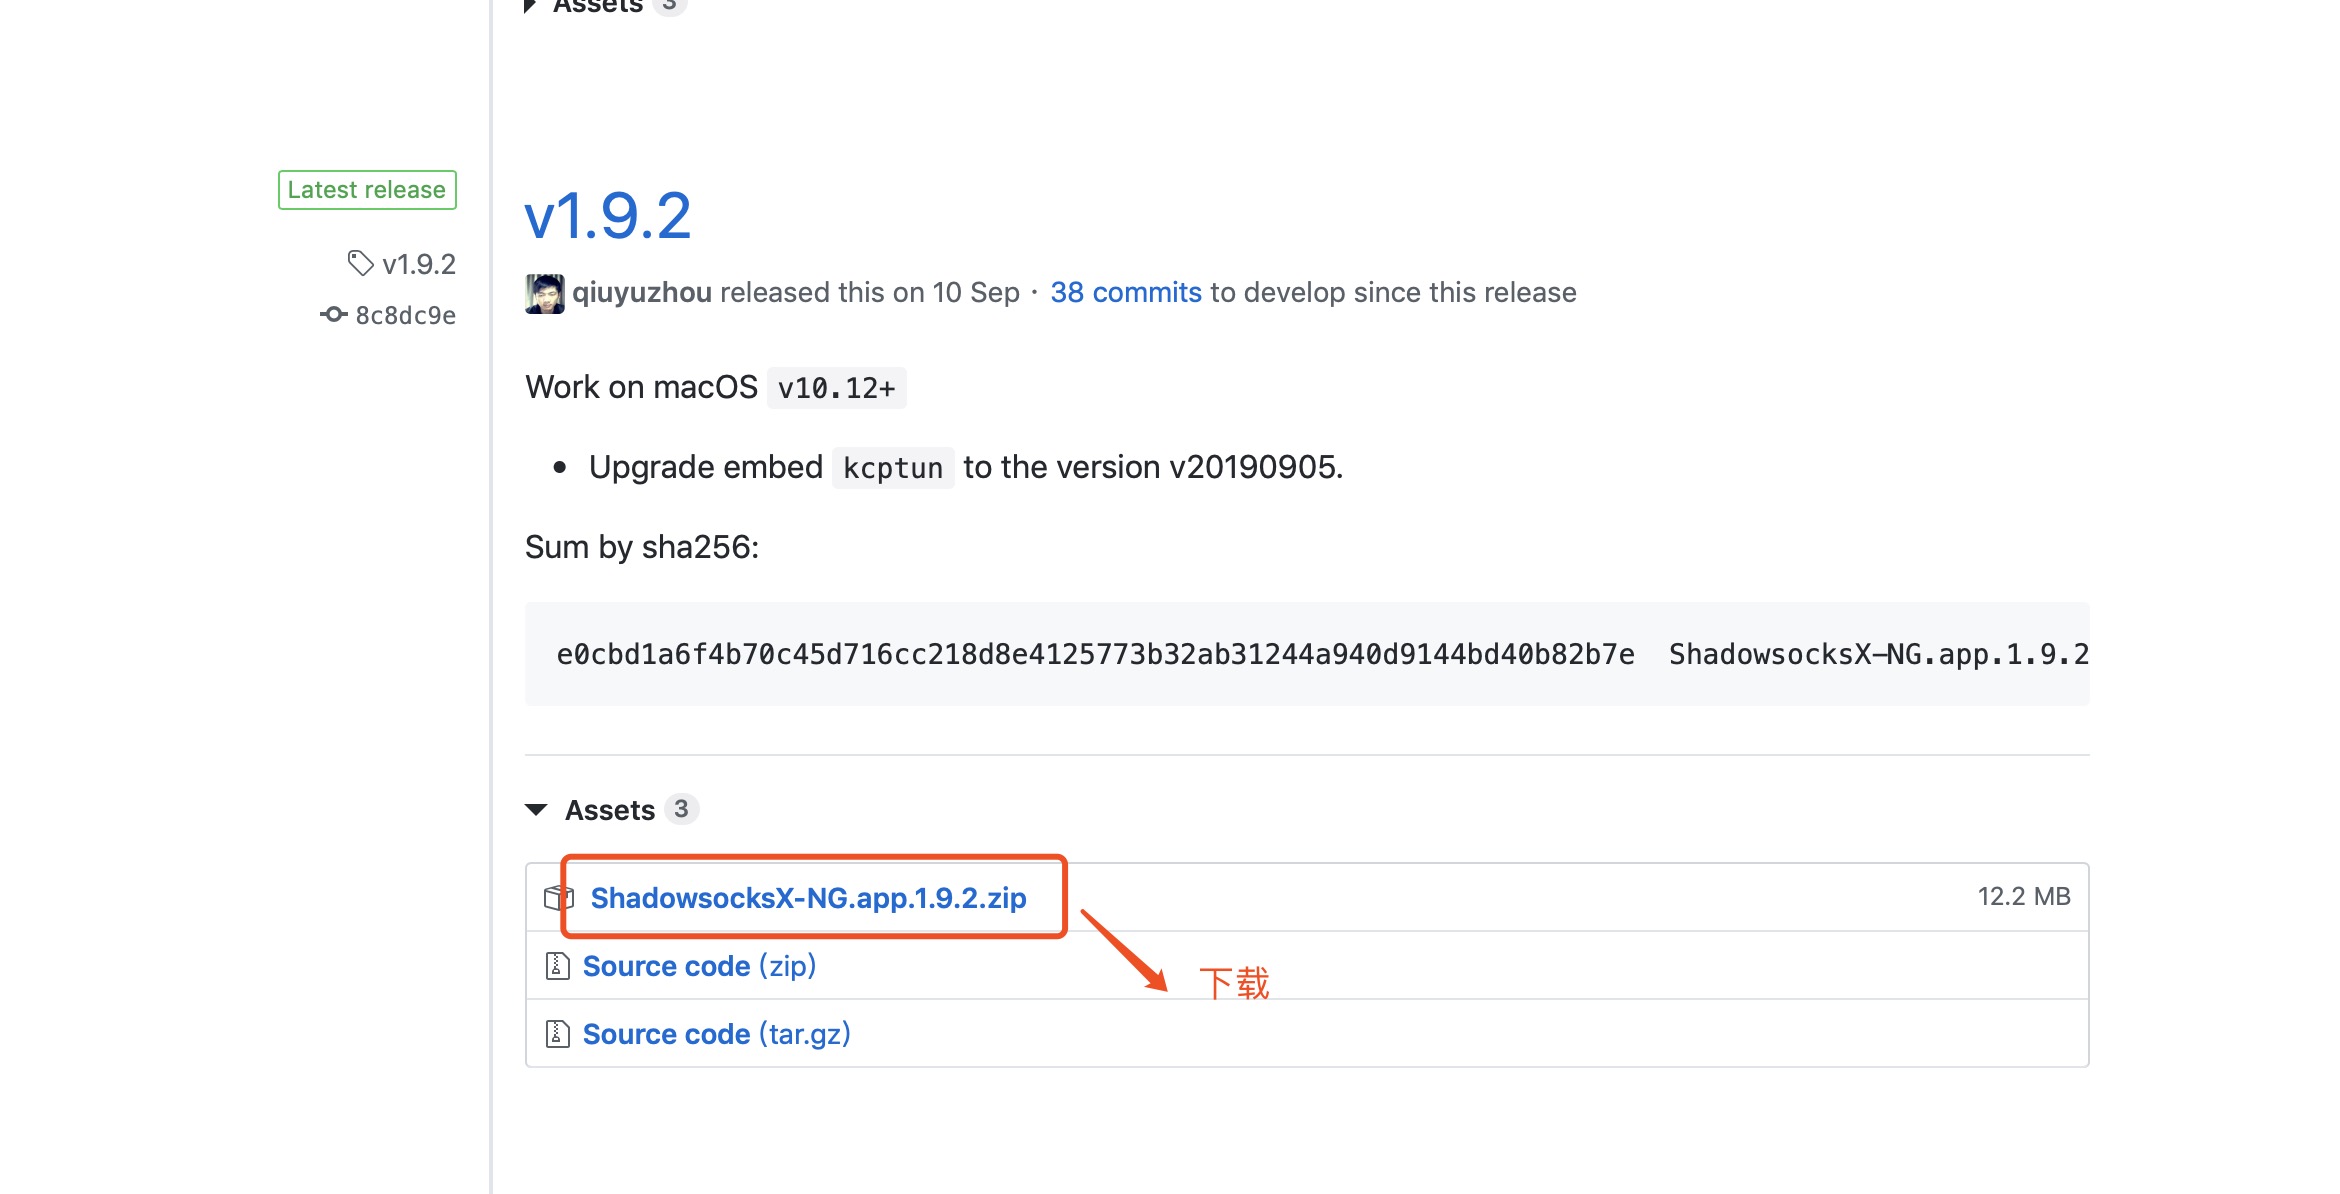 Assets 3
Latest release
v1.9.2
v1.9.2
8c8dc9e
qiuyuzhou released this on 10 Sep · 38 commits to develop since this release
Work on macOS v10.12+
• Upgrade embed kcptun to the version v20190905.
Sum by sha256:
e0cbd1a6f4b70c45d716cc218d8e4125773b32ab31244a940d9144bd40b82b7e  ShadowsocksX-NG.app.1.9.2
Assets 3
ShadowsocksX-NG.app.1.9.2.zip 12.2 MB
Source code (zip)
下载
Source code (tar.gz)